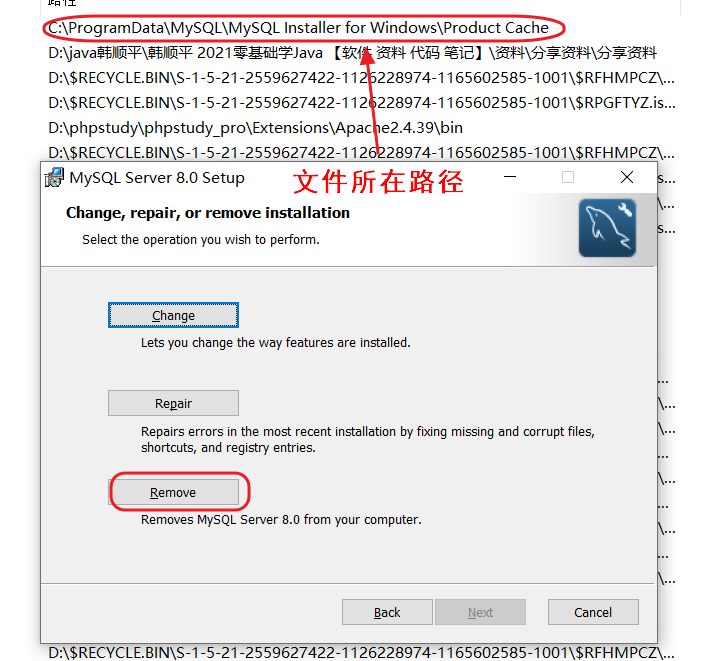 路径
C:\ProgramData\MySQL\MySQL Installer for Windows\Product Cache
D:\java韩顺平\韩顺平 2021零基础学Java 【软件 资料 代码 笔记】\资料\分享资料\分享资料
D:\$RECYCLE.BIN\S-1-5-21-2559627422-1126228974-1165602585-1001\$RFHMPCZ\...
D:\$RECYCLE.BIN\S-1-5-21-2559627422-1126228974-1165602585-1001\$RPGFTYZ.is...
D:\phpstudy\phpstudy_pro\Extensions\Apache2.4.39\bin
D:\$RECYCLE.BIN\S-1-5-21-2559627422-1126228974-1165602585-1001\$RFHMPCZ\...
MySQL Server 8.0 Setup
文件所在路径
Change, repair, or remove installation
Select the operation you wish to perform.
Change
Lets you change the way features are installed.
Repair
Repairs errors in the most recent installation by fixing missing and corrupt files,
shortcuts, and registry entries.
Remove
Removes MySQL Server 8.0 from your computer.
Back
Next
Cancel
D:\$RECYCLE.BIN\S-1-5-21-2559627422-1126228974-1165602585-1001\$RFHMPCZ\...